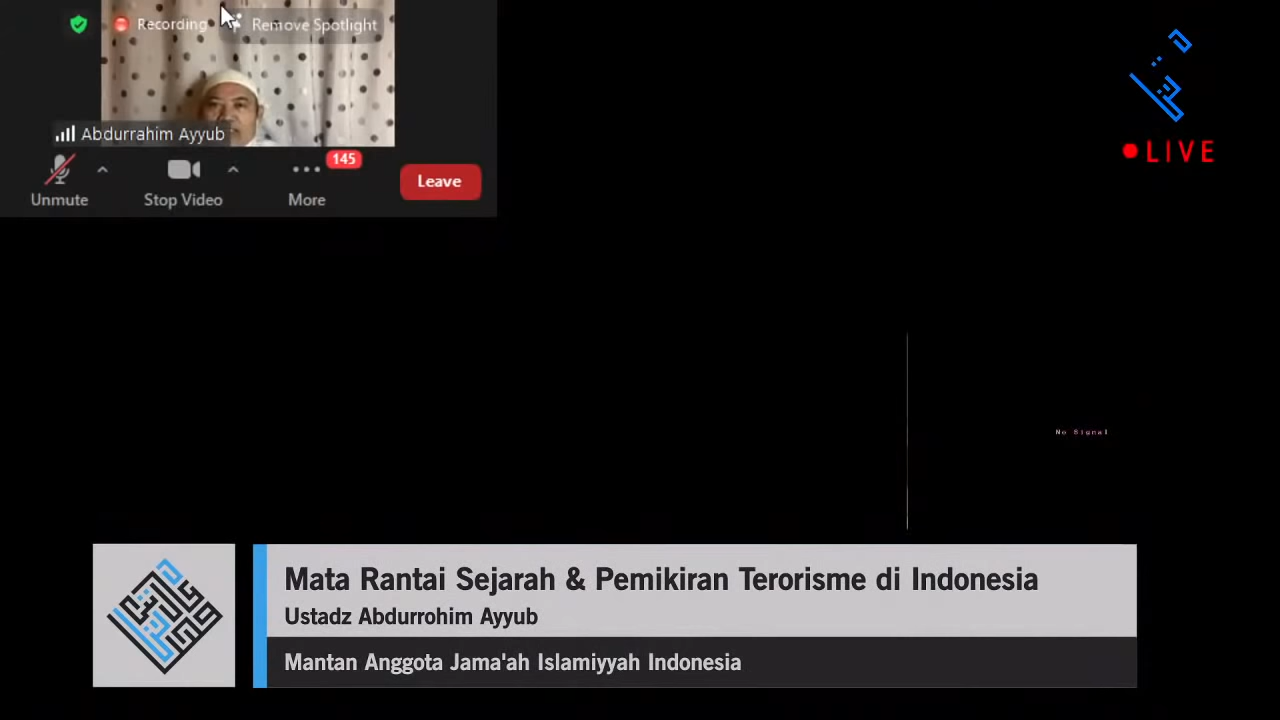 Recording
Remove Spotlight
Abdurrahim Ayyub
145
Unmute
Stop Video
More
Leave
LIVE
No Signal
Mata Rantai Sejarah & Pemikiran Terorisme di Indonesia
Ustadz Abdurrohim Ayyub
Mantan Anggota Jama'ah Islamiyyah Indonesia